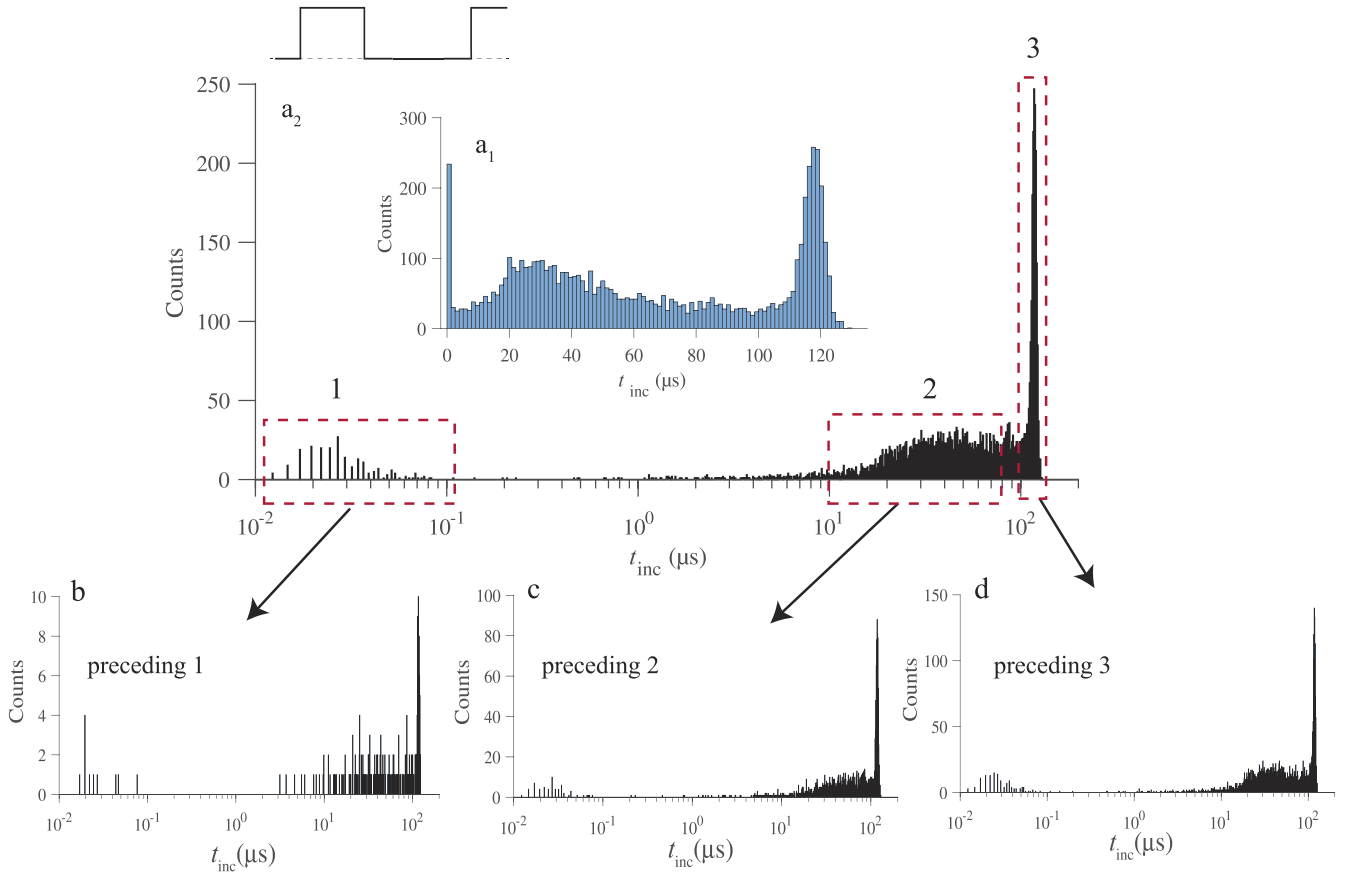 3
250
a2
200
150
100
50
0
Counts
a1
300
200
100
0
Counts
0 20 40 60 80 100 120
t inc (μs)
1
2
10-2 10-1 100 101 102
tinc (μs)
b
10
8
6
4
2
0
Counts
preceding 1
10-2 10-1 100 101 102
tinc(μs)
c
100
80
60
40
20
0
Counts
preceding 2
10-2 10-1 100 101 102
tinc(μs)
d
150
100
50
0
Counts
preceding 3
10-2 10-1 100 101 102
tinc(μs)